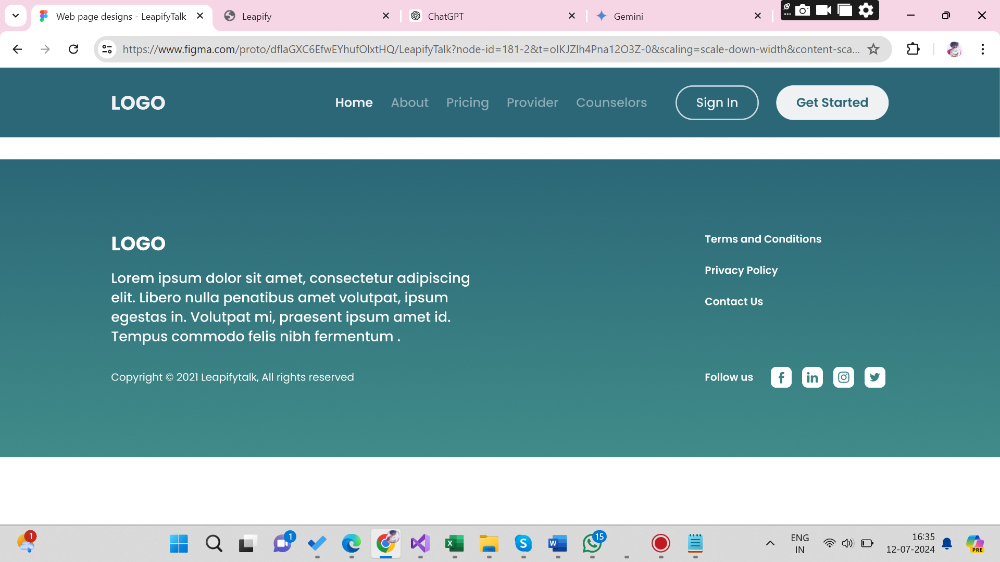 Web page designs - LeapifyTalk
Leapify
ChatGPT
Gemini
https://www.figma.com/proto/dflaGXC6EfwEYhufOlxtHQ/LeapifyTalk?node-id=181-2&t=oIKJZlh4Pna12O3Z-0&scaling=scale-down-width&content-sca...
LOGO Home About Pricing Provider Counselors Sign In Get Started
LOGO
Lorem ipsum dolor sit amet, consectetur adipiscing
elit. Libero nulla penatibus amet volutpat, ipsum
egestas in. Volutpat mi, praesent ipsum amet id.
Tempus commodo felis nibh fermentum .
Copyright © 2021 Leapifytalk, All rights reserved
Terms and Conditions
Privacy Policy
Contact Us
Follow us
1
1
15
ENG
IN
16:35
12-07-2024
PRE